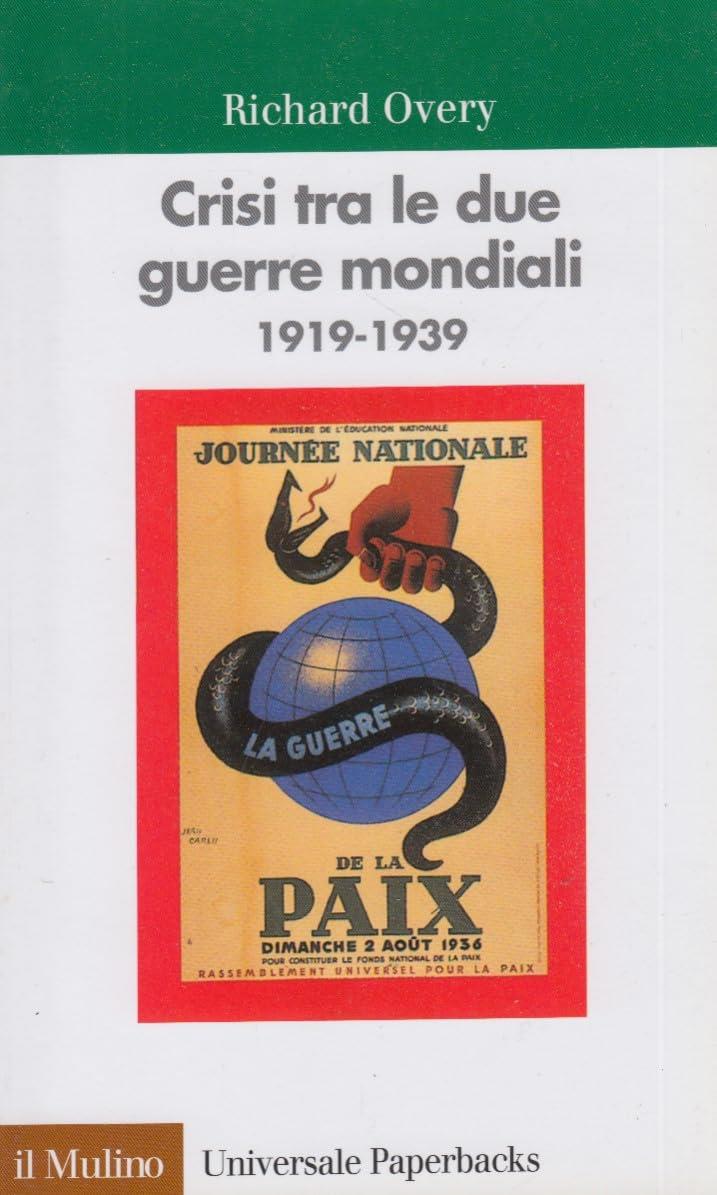 Richard Overy
Crisi tra le due
guerre mondiali
1919-1939
MINISTÈRE DE L'ÉDUCATION NATIONALE
JOURNÉE NATIONALE
LA GUERRE
JEAN
CARLU
DE LA
PAIX
DIMANCHE 2 AOÛT 1936
POUR CONSTITUER LE FONDS NATIONAL DE LA PAIX
RASSEMBLEMENT UNIVERSEL POUR LA PAIX
il Mulino
Universale Paperbacks